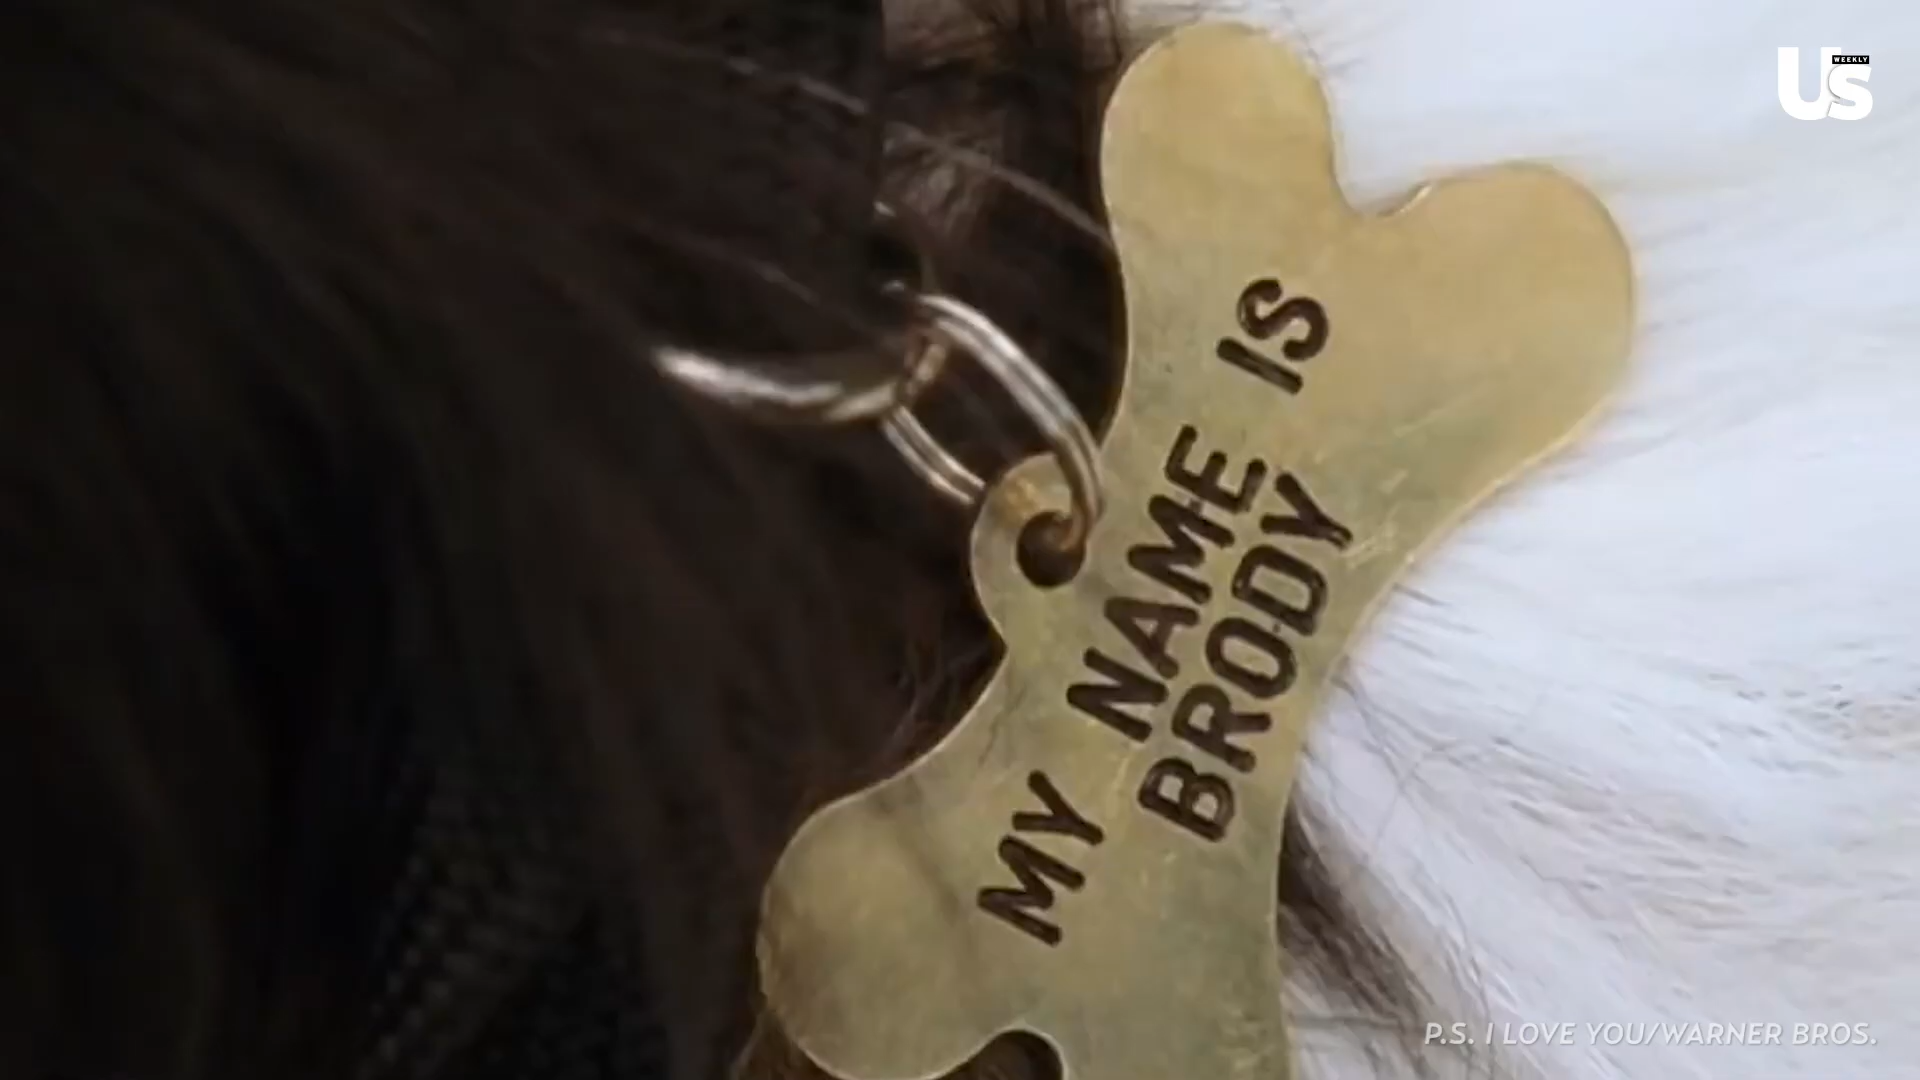 Us
WEEKLY
MY NAME IS
BRODY
P.S. I LOVE YOU/WARNER BROS.